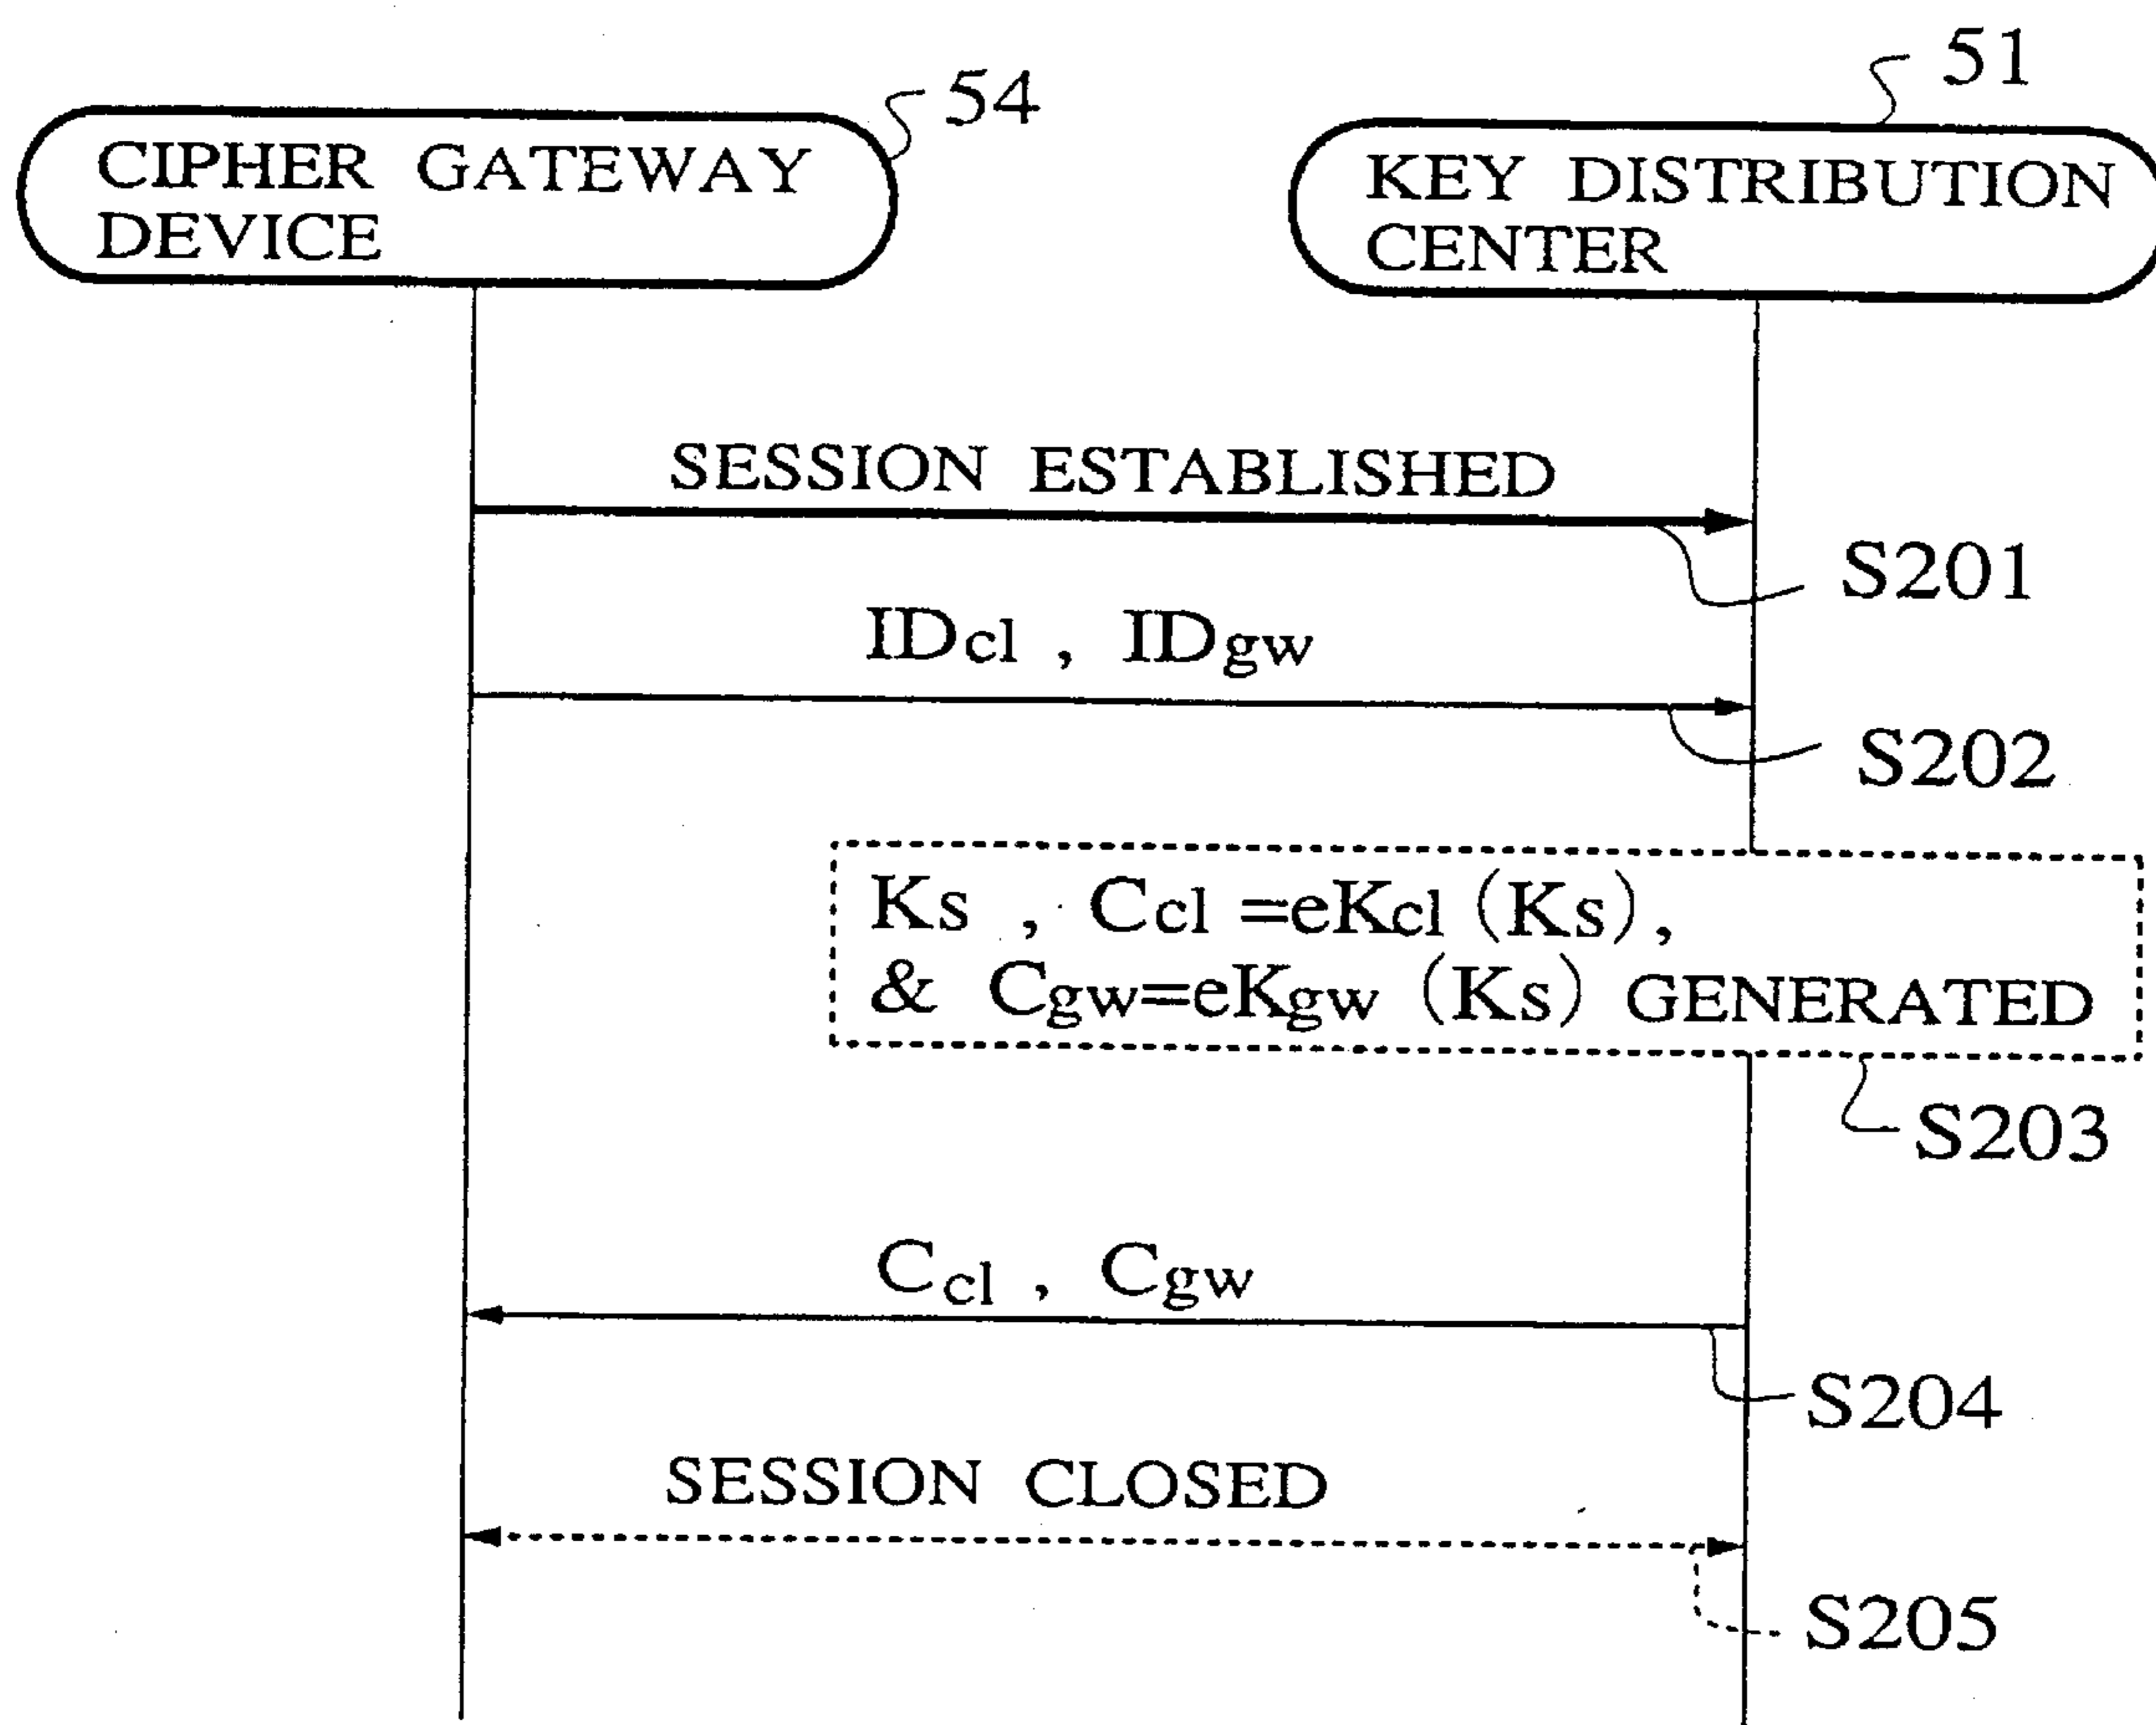 54
51
CIPHER GATEWAY
DEVICE
KEY DISTRIBUTION
CENTER
SESSION ESTABLISHED
S201
IDcl , IDgw
S202
Ks , Ccl =eKcl (Ks),
& Cgw=eKgw (Ks) GENERATED
S203
Ccl , Cgw
S204
SESSION CLOSED
S205